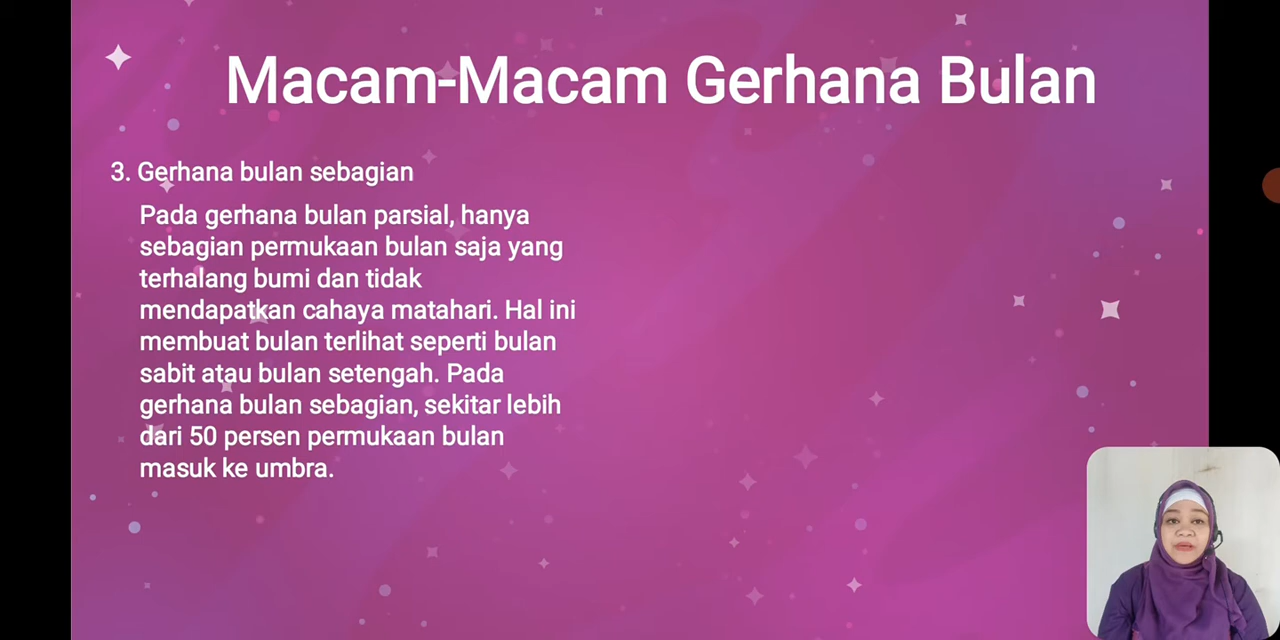 Macam-Macam Gerhana Bulan
3. Gerhana bulan sebagian
Pada gerhana bulan parsial, hanya
sebagian permukaan bulan saja yang
terhalang bumi dan tidak
mendapatkan cahaya matahari. Hal ini
membuat bulan terlihat seperti bulan
sabit atau bulan setengah. Pada
gerhana bulan sebagian, sekitar lebih
dari 50 persen permukaan bulan
masuk ke umbra.